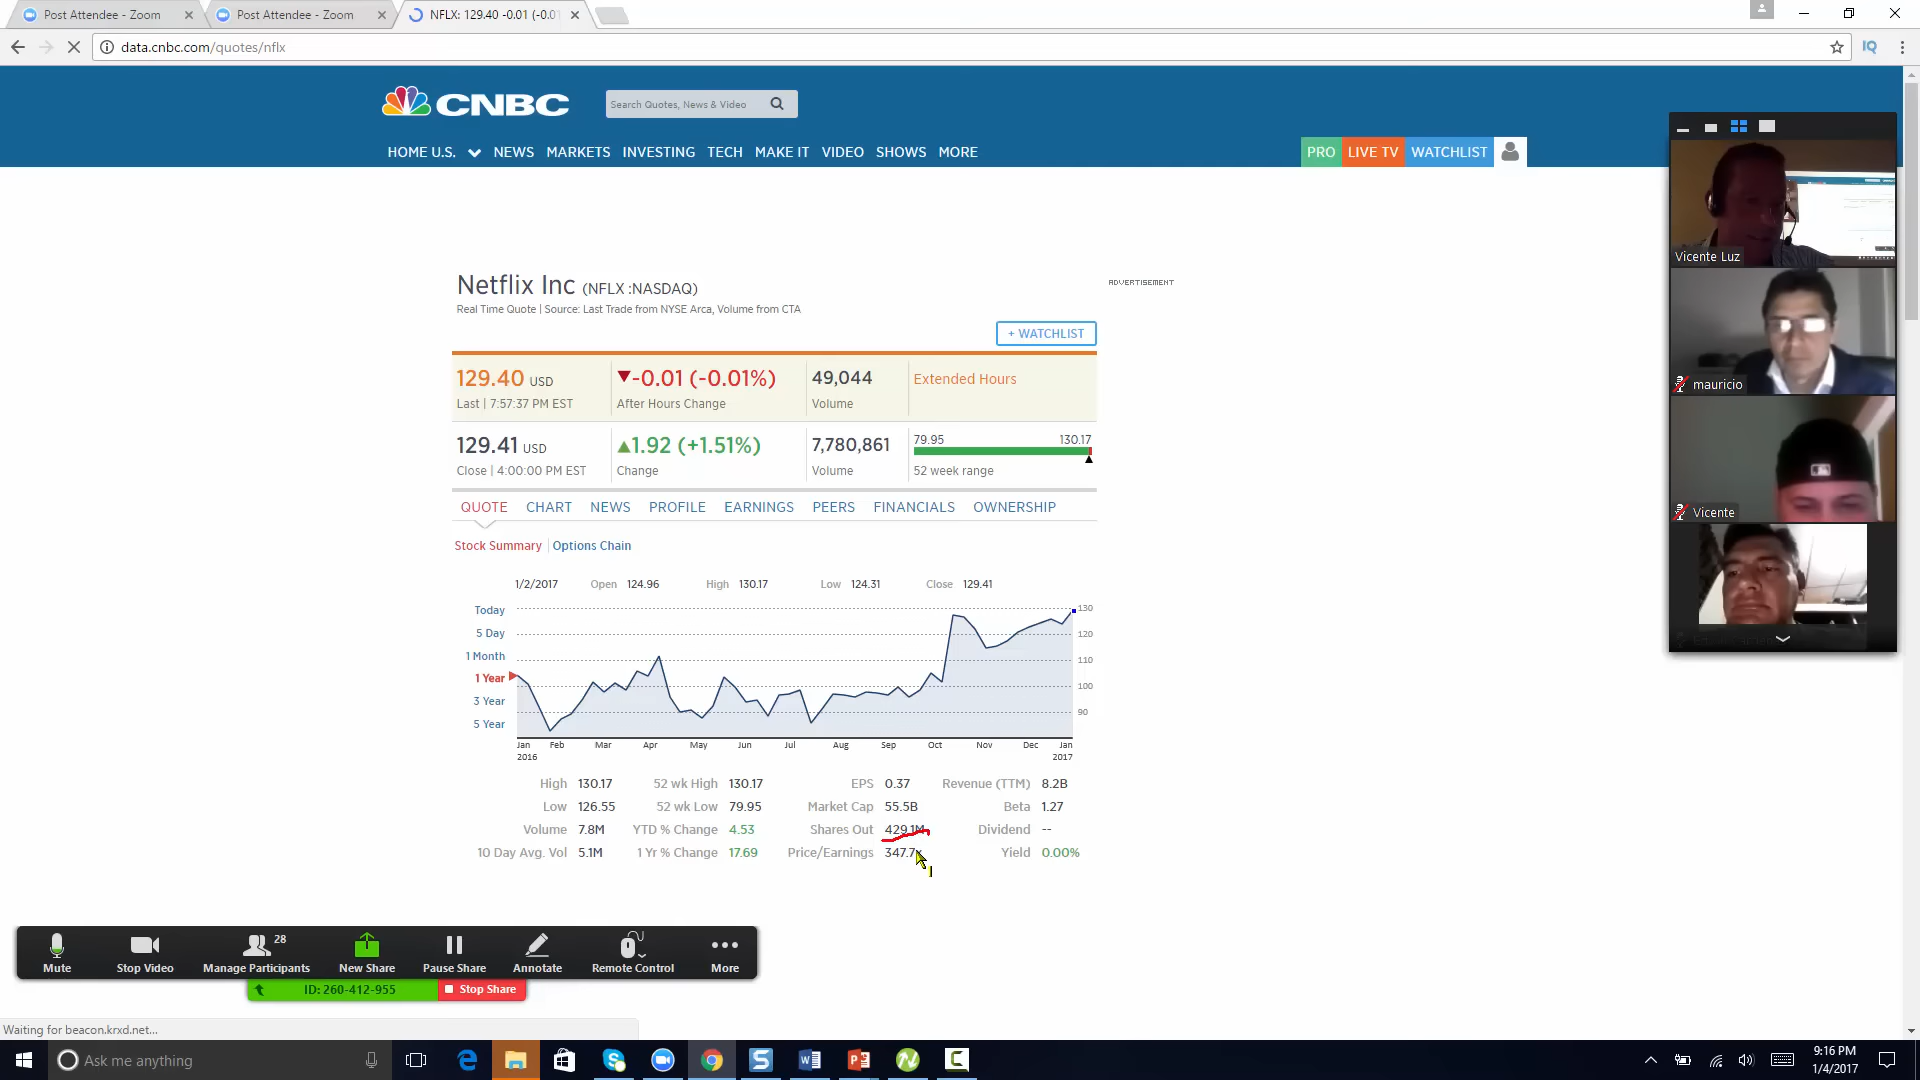 Post Attendee - Zoom
Post Attendee - Zoom
NFLX: 129.40 -0.01 (-0.01
data.cnbc.com/quotes/nflx
IQ
CNBC
Search Quotes, News & Video
HOME U.S. NEWS MARKETS INVESTING TECH MAKE IT VIDEO SHOWS MORE
PRO LIVE TV WATCHLIST
Netflix Inc (NFLX :NASDAQ)
Real Time Quote | Source: Last Trade from NYSE Arca, Volume from CTA
ADVERTISEMENT
+ WATCHLIST
129.40 USD -0.01 (-0.01%) 49,044 Extended Hours
Last | 7:57:37 PM EST After Hours Change Volume
129.41 USD 1.92 (+1.51%) 7,780,861 79.95 130.17
Close | 4:00:00 PM EST Change Volume 52 week range
QUOTE CHART NEWS PROFILE EARNINGS PEERS FINANCIALS OWNERSHIP
Stock Summary | Options Chain
1/2/2017 Open 124.96 High 130.17 Low 124.31 Close 129.41
Today
5 Day
1 Month
1 Year
3 Year
5 Year
130
120
110
100
90
Jan Feb Mar Apr May Jun Jul Aug Sep Oct Nov Dec Jan
2016 2017
High 130.17 52 wk High 130.17 EPS 0.37 Revenue (TTM) 8.2B
Low 126.55 52 wk Low 79.95 Market Cap 55.5B Beta 1.27
Volume 7.8M YTD % Change 4.53 Shares Out 429.1M Dividend --
10 Day Avg. Vol 5.1M 1 Yr % Change 17.69 Price/Earnings 347.7x Yield 0.00%
Vicente Luz
mauricio
Vicente
28
Mute Stop Video Manage Participants New Share Pause Share Annotate Remote Control More
ID: 260-412-955 Stop Share
Waiting for beacon.krxd.net...
Ask me anything
9:16 PM
1/4/2017